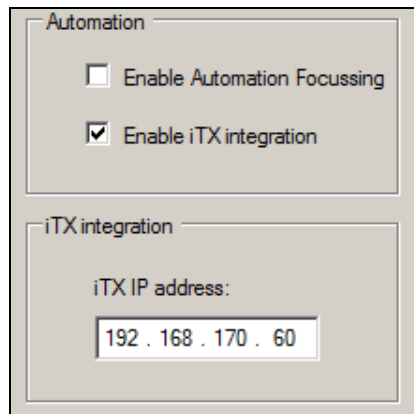 Automation
Enable Automation Focussing
Enable iTX integration
iTX integration
iTX IP address:
192 . 168 . 170 . 60